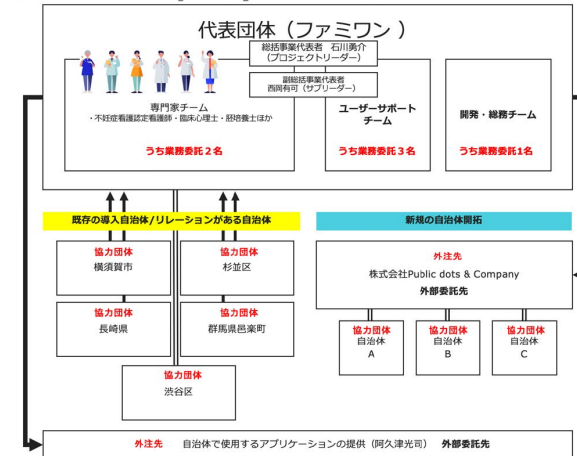 代表団体（ファミワン ）
総括事業代表者　石川勇介
（プロジェクトリーダー）
副総括事業代表者
西岡有可（サブリーダー）
専門家チーム
・不妊症看護認定看護師・臨床心理士・胚培養士ほか
うち業務委託２名
ユーザーサポート
チーム
うち業務委託３名
開発・総務チーム
うち業務委託1名
既存の導入自治体/リレーションがある自治体
協力団体
横須賀市
協力団体
杉並区
協力団体
長崎県
協力団体
群馬県邑楽町
協力団体
渋谷区
新規の自治体開拓
外注先
株式会社Public dots & Company
外部委託先
協力団体
自治体
A
協力団体
自治体
B
協力団体
自治体
C
外注先　自治体で使用するアプリケーションの提供（阿久津光司）　外部委託先